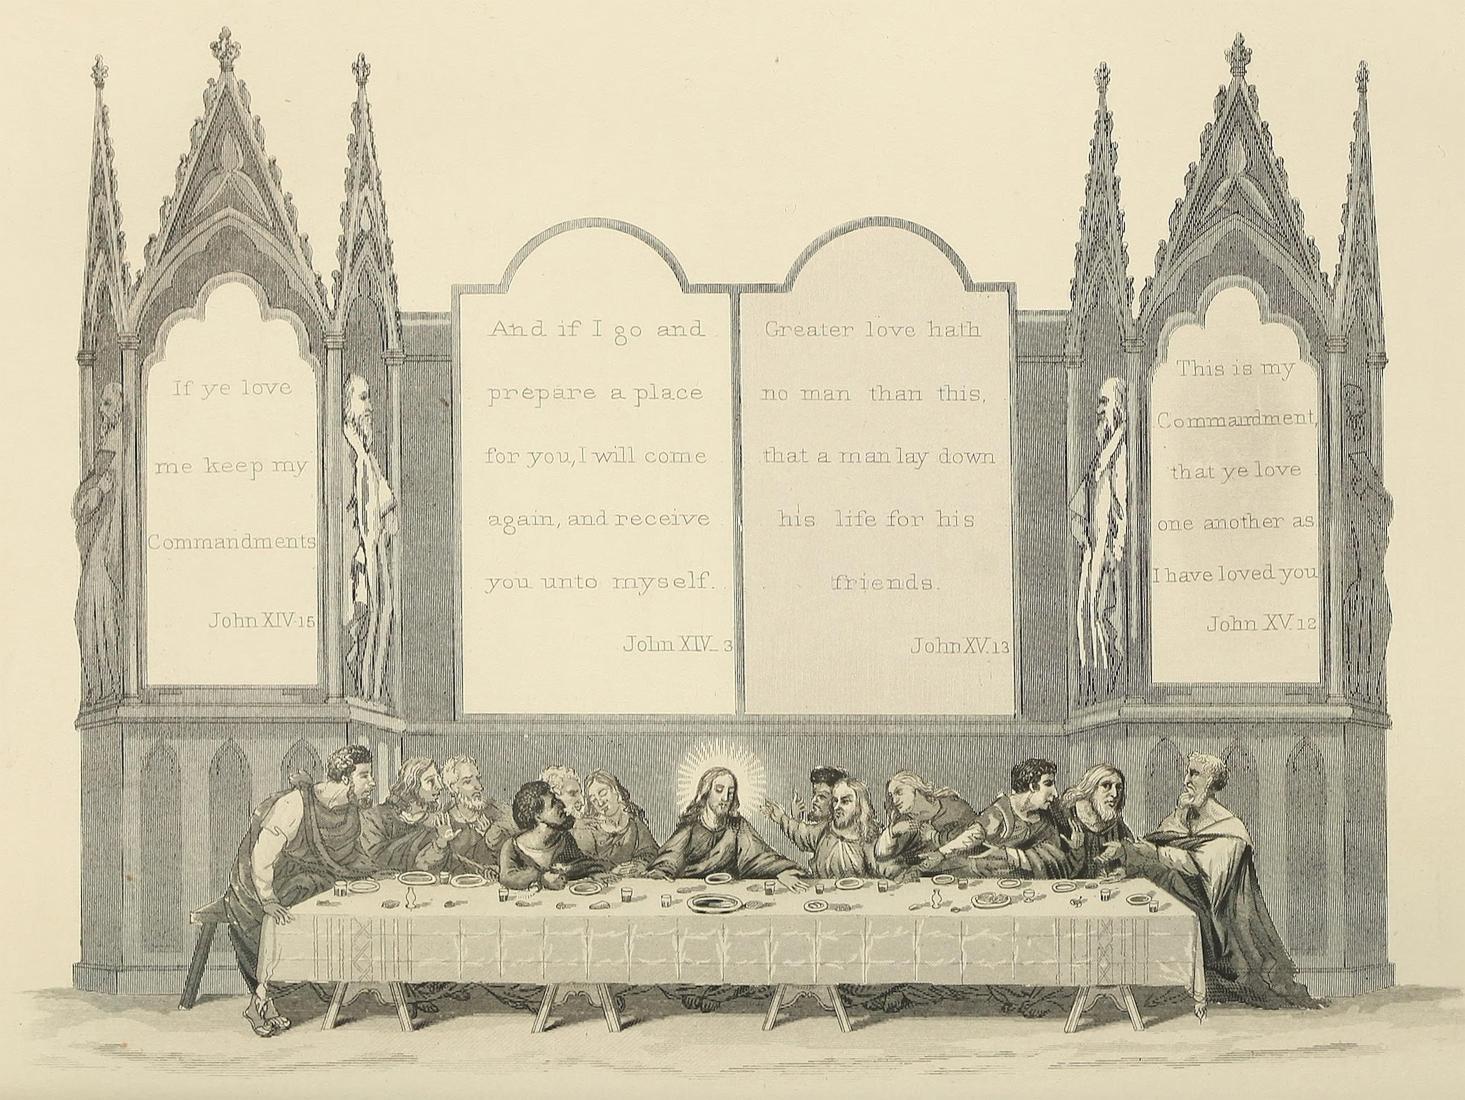 If ye love
me keep my
Commandments
John XIV. 15
And if I go and
prepare a place
for you, I will come
again, and receive
you unto myself.
John XIV. 3
Greater love hath
no man than this,
that a man lay down
his life for his
friends.
John XV. 13
This is my
Commandment,
that ye love
one another as
I have loved you
John XV. 12